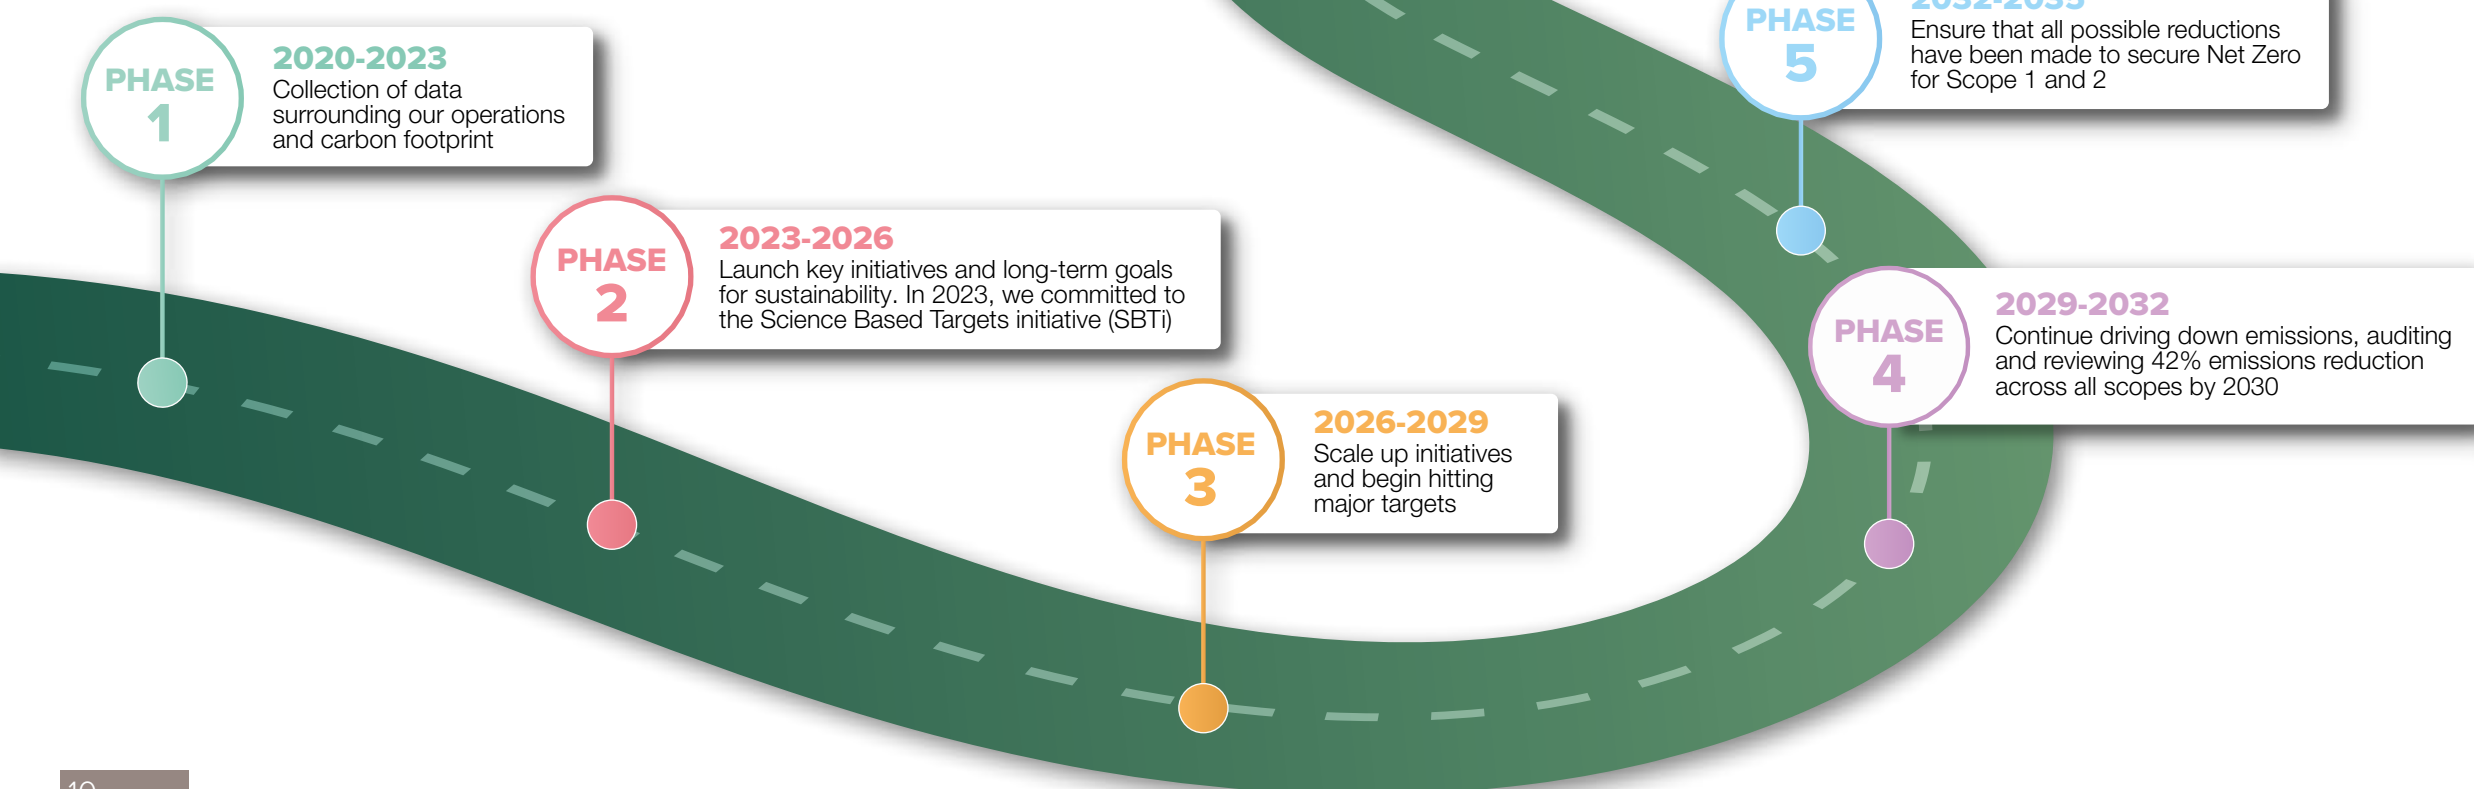 PHASE
1
2020-2023
Collection of data
surrounding our operations
and carbon footprint
PHASE
2
2023-2026
Launch key initiatives and long-term goals
for sustainability. In 2023, we committed to
the Science Based Targets initiative (SBTi)
PHASE
3
2026-2029
Scale up initiatives
and begin hitting
major targets
PHASE
4
2029-2032
Continue driving down emissions, auditing
and reviewing 42% emissions reduction
across all scopes by 2030
PHASE
5
2032-2035
Ensure that all possible reductions
have been made to secure Net Zero
for Scope 1 and 2